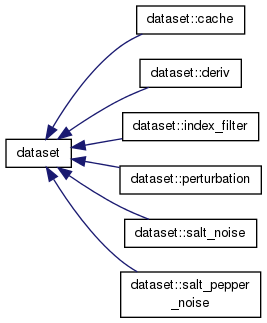 dataset::cache
dataset::deriv
dataset::index_filter
dataset
dataset::perturbation
dataset::salt_noise
dataset::salt_pepper
_noise